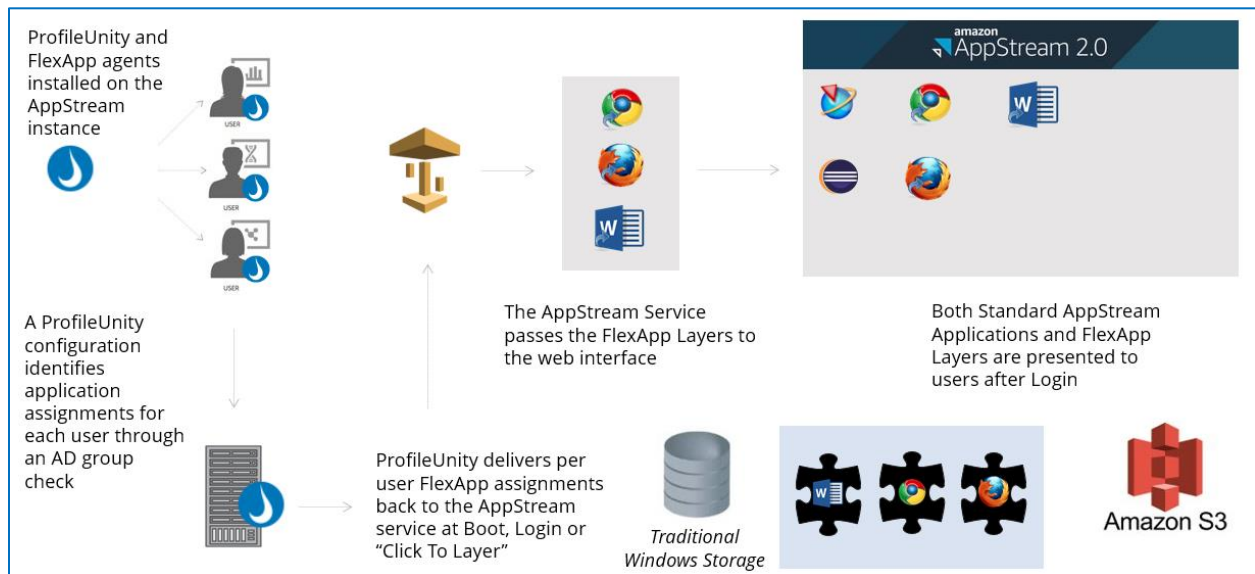 ProfileUnity and
FlexApp agents
installed on the
AppStream
instance
USER
USER
USER
amazon
AppStream 2.0
W
W
A ProfileUnity
configuration
identifies
application
assignments for
each user through
an AD group
check
The AppStream Service
passes the FlexApp Layers to
the web interface
Both Standard AppStream
Applications and FlexApp
Layers are presented to
users after Login
ProfileUnity delivers per
user FlexApp assignments
back to the AppStream
service at Boot, Login or
“Click To Layer”
Traditional
Windows Storage
W
Amazon S3